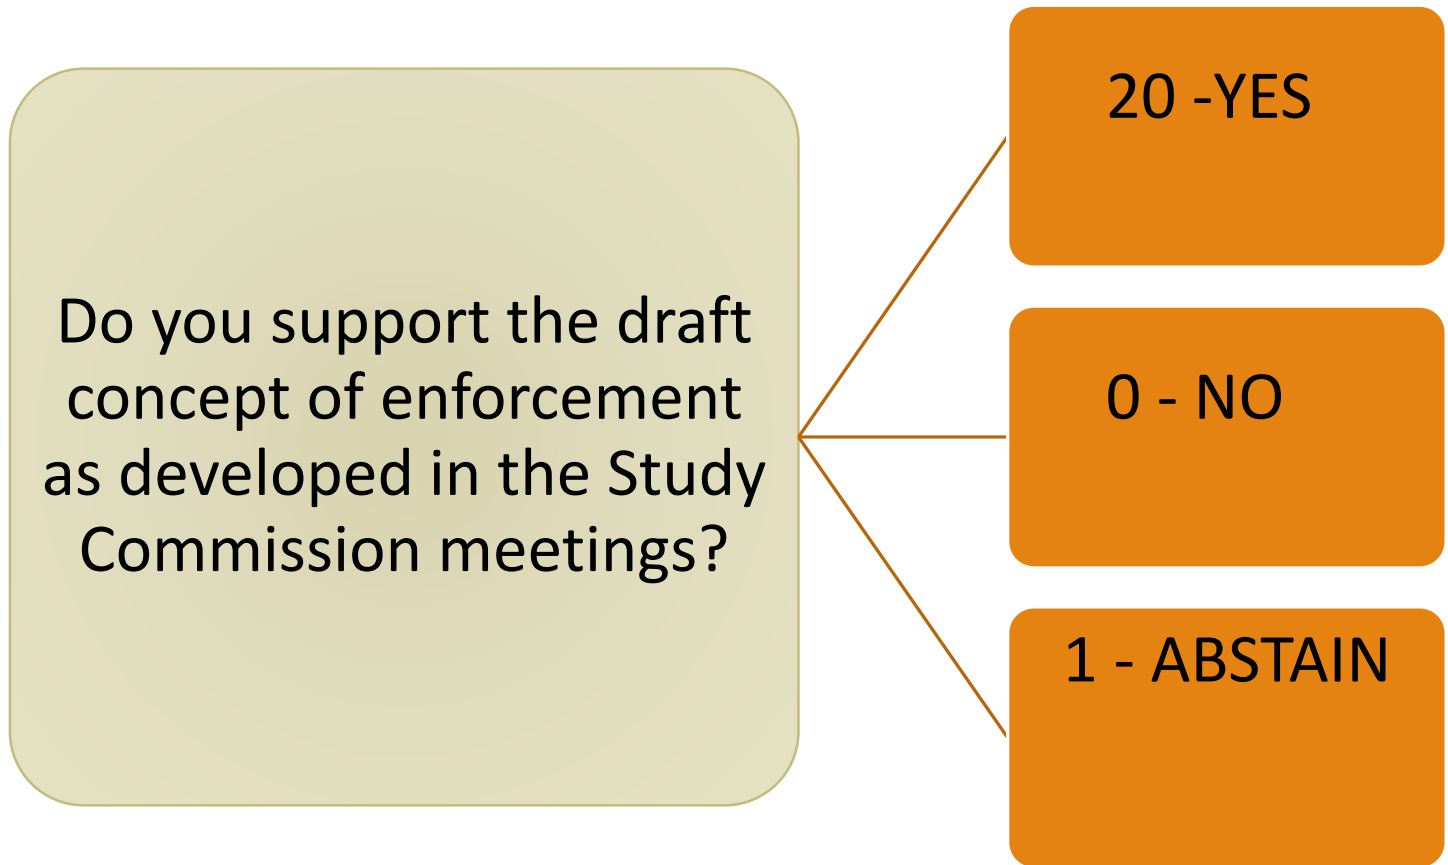 Do you support the draft
concept of enforcement
as developed in the Study
Commission meetings?
20 -YES
0 - NO
1 - ABSTAIN